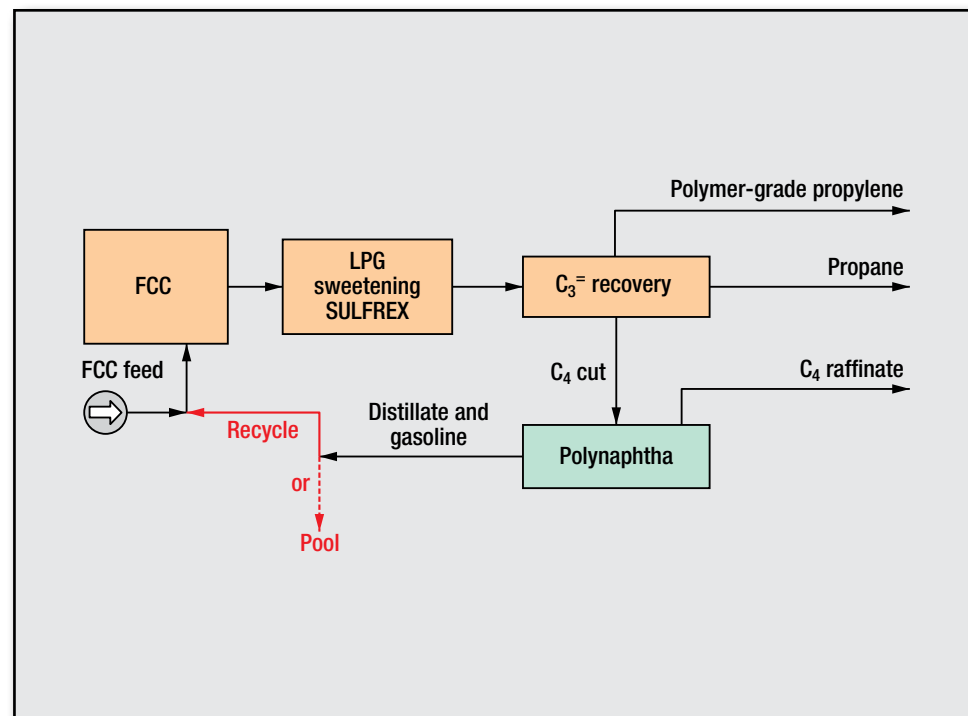 Polymer-grade propylene
FCC
LPG
sweetening
SULFREX
C₃⁼ recovery
Propane
FCC feed
C₄ cut
C₄ raffinate
Recycle
Distillate and
gasoline
Polynaphtha
or
Pool